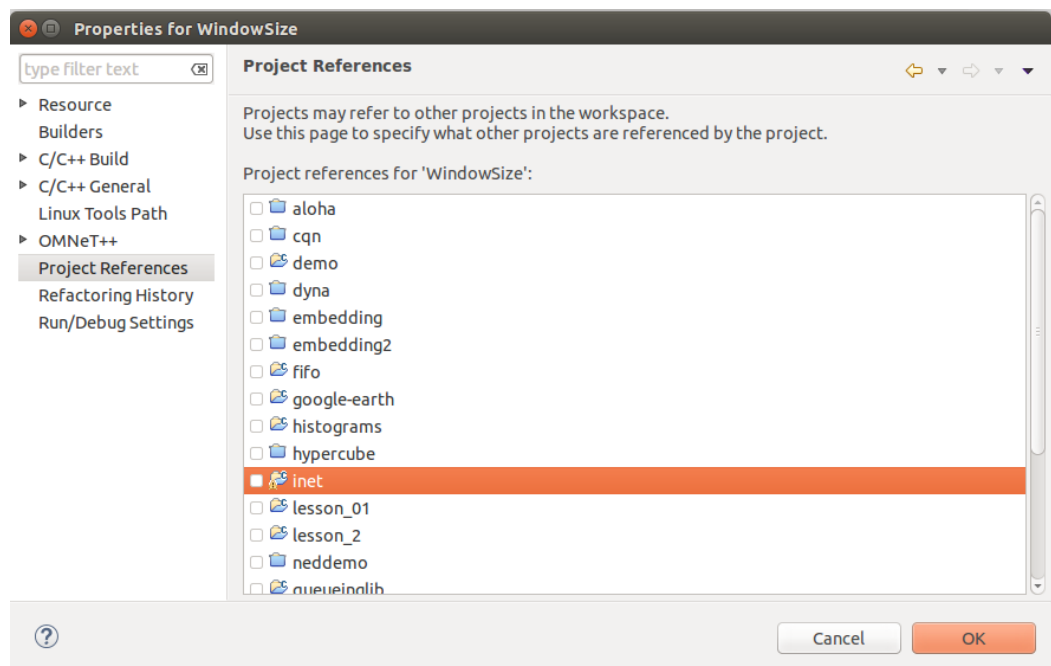 Properties for WindowSize
type filter text
Resource
Builders
C/C++ Build
C/C++ General
Linux Tools Path
OMNeT++
Project References
Refactoring History
Run/Debug Settings
Project References
Projects may refer to other projects in the workspace.
Use this page to specify what other projects are referenced by the project.
Project references for 'WindowSize':
aloha
cqn
demo
dyna
embedding
embedding2
fifo
google-earth
histograms
hypercube
inet
lesson_01
lesson_2
neddemo
queueinglib
Cancel
OK